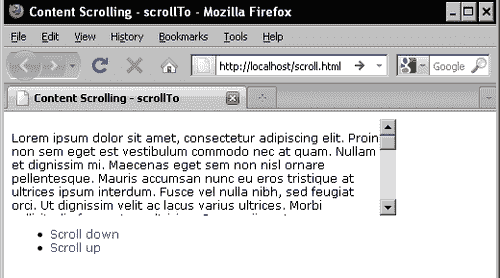 Content Scrolling - scrollTo - Mozilla Firefox
File Edit View History Bookmarks Tools Help
http://localhost/scroll.html Google
Content Scrolling - scrollTo
Lorem ipsum dolor sit amet, consectetur adipiscing elit. Proin
non sem eget est vestibulum commodo nec at quam. Nullam
et dignissim mi. Maecenas eget sem non nisl ornare
pellentesque. Mauris accumsan nunc eu eros tristique at
ultrices ipsum interdum. Fusce vel nulla nibh, sed feugiat
orci. Ut dignissim velit ac lacus varius ultrices. Morbi
Scroll down
Scroll up